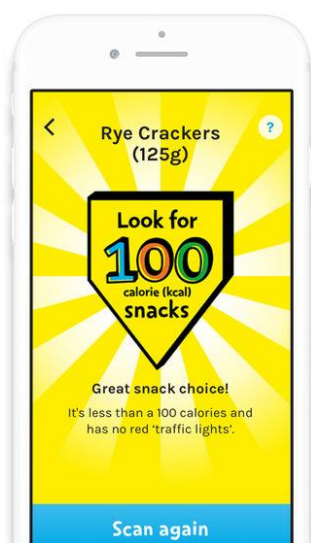 Rye Crackers
(125g)
?
Look for
100
calorie (kcal)
snacks
Great snack choice!
It's less than a 100 calories and
has no red ‘traffic lights’.
Scan again